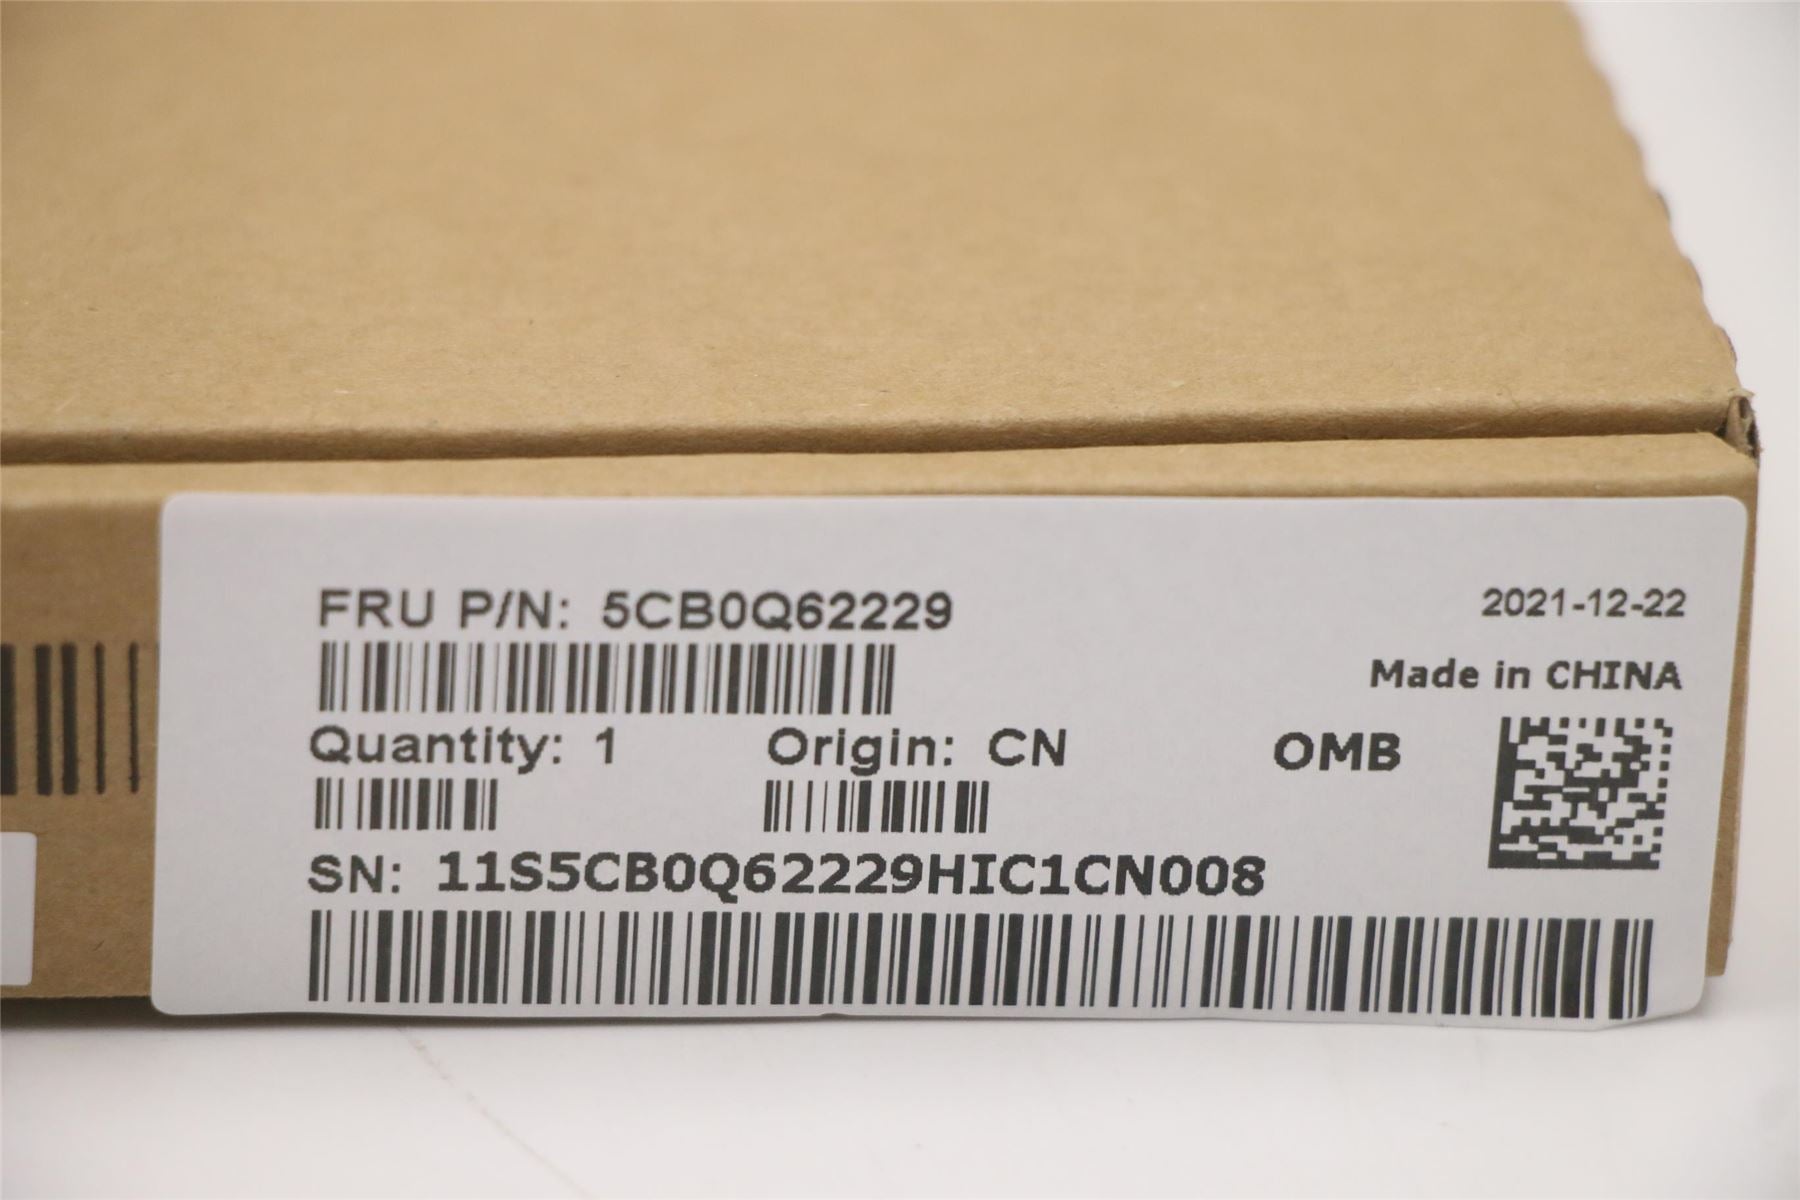 FRU P/N: 5CB0Q62229
2021-12-22
Made in CHINA
Quantity: 1 Origin: CN OMB
SN: 11S5CB0Q62229HIC1CN008